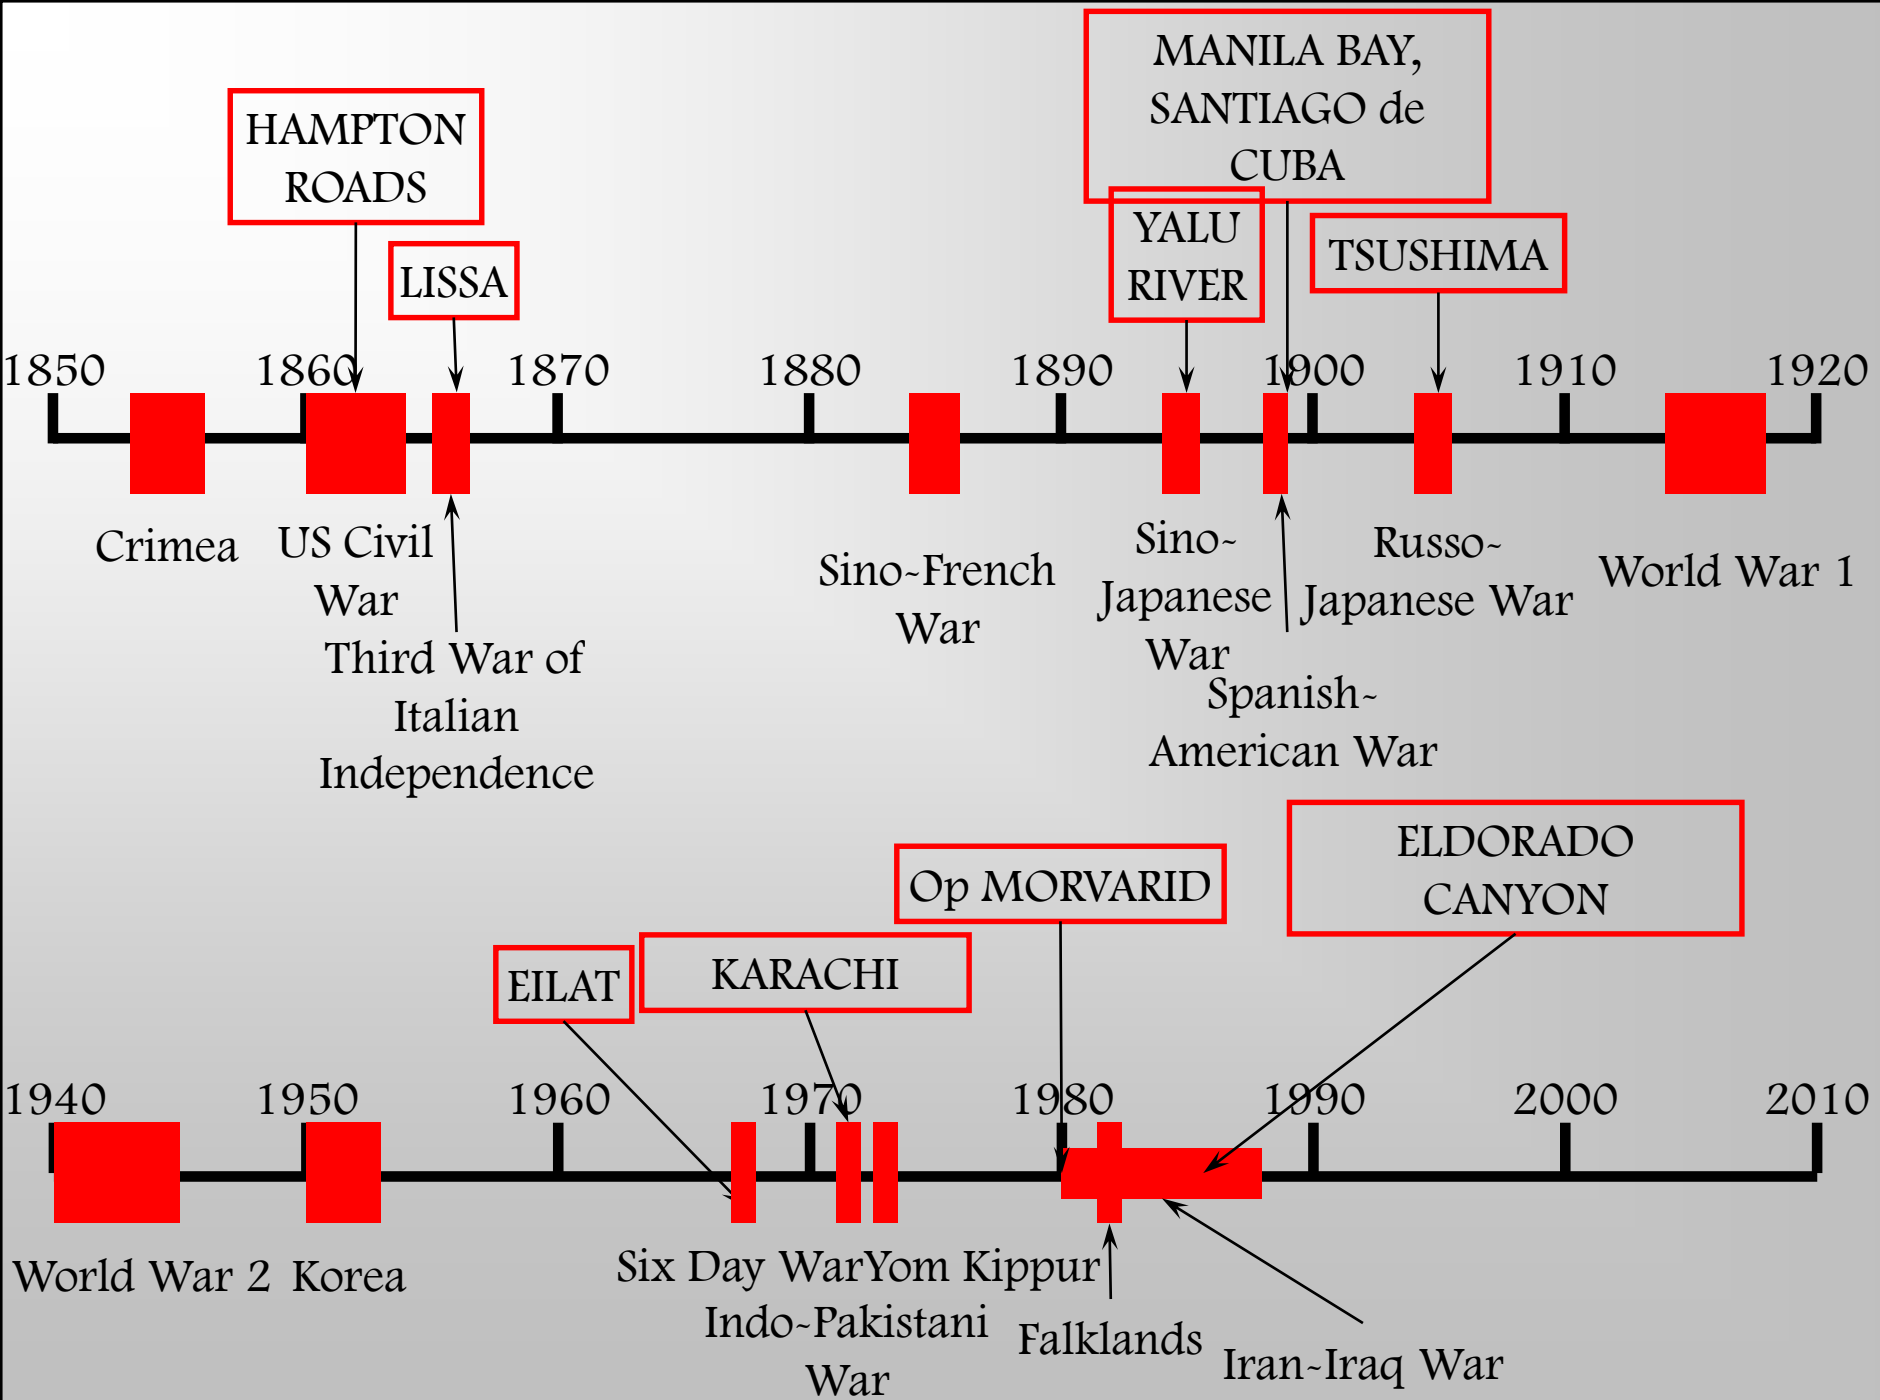 MANILA BAY,
SANTIAGO de
CUBA
HAMPTON
ROADS
LISSA
YALU
RIVER
TSUSHIMA
1850 1860 1870 1880 1890 1900 1910 1920
Crimea
US Civil
War
Third War of
Italian
Independence
Sino-French
War
Sino-
Japanese
War
Spanish-
American War
Russo-
Japanese War
World War 1
ELDORADO
CANYON
Op MORVARID
KARACHI
EILAT
1940 1950 1960 1970 1980 1990 2000 2010
World War 2
Korea
Six Day War
Yom Kippur
Indo-Pakistani
War
Falklands
Iran-Iraq War